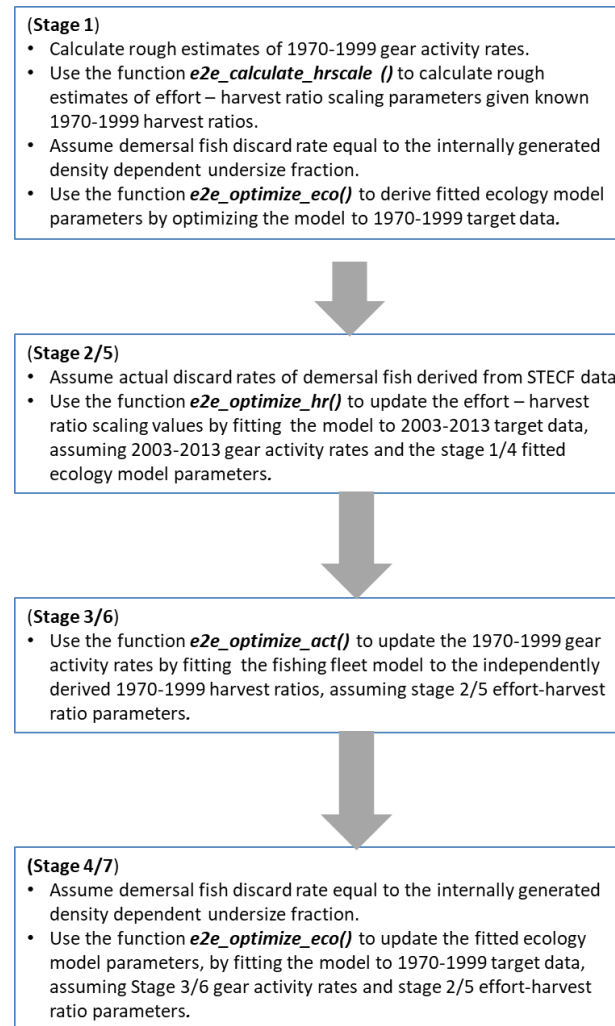 (Stage 1)
• Calculate rough estimates of 1970-1999 gear activity rates.
• Use the function e2e_calculate_hrscale () to calculate rough
estimates of effort – harvest ratio scaling parameters given known
1970-1999 harvest ratios.
• Assume demersal fish discard rate equal to the internally generated
density dependent undersize fraction.
• Use the function e2e_optimize_eco() to derive fitted ecology model
parameters by optimizing the model to 1970-1999 target data.
(Stage 2/5)
• Assume actual discard rates of demersal fish derived from STECF data
• Use the function e2e_optimize_hr() to update the effort – harvest
ratio scaling values by fitting the model to 2003-2013 target data,
assuming 2003-2013 gear activity rates and the stage 1/4 fitted
ecology model parameters.
(Stage 3/6)
• Use the function e2e_optimize_act() to update the 1970-1999 gear
activity rates by fitting the fishing fleet model to the independently
derived 1970-1999 harvest ratios, assuming stage 2/5 effort-harvest
ratio parameters.
(Stage 4/7)
• Assume demersal fish discard rate equal to the internally generated
density dependent undersize fraction.
• Use the function e2e_optimize_eco() to update the fitted ecology
model parameters, by fitting the model to 1970-1999 target data,
assuming Stage 3/6 gear activity rates and stage 2/5 effort-harvest
ratio parameters.